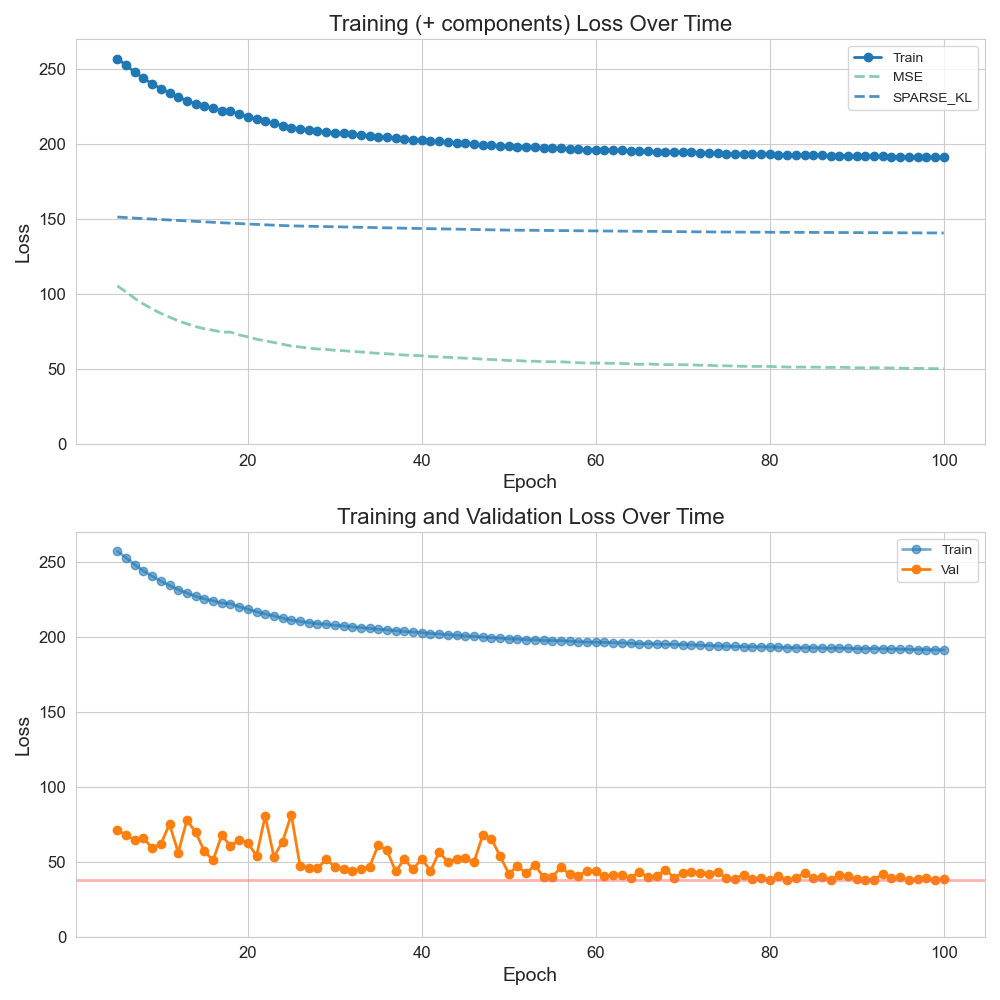 Training (+ components) Loss Over Time
Train
MSE
SPARSE_KL
250
200
150
100
50
0
Loss
20 40 60 80 100
Epoch
Training and Validation Loss Over Time
Train
Val
250
200
150
100
50
0
Loss
20 40 60 80 100
Epoch